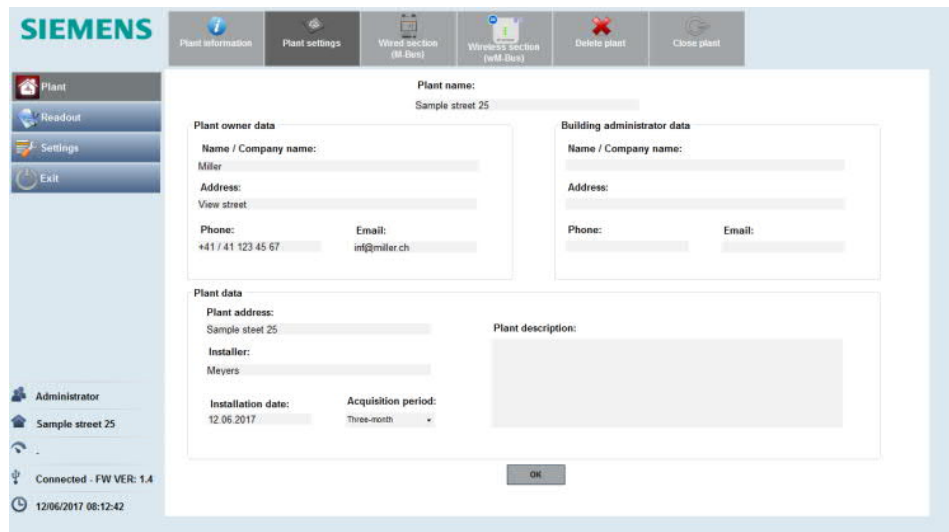 SIEMENS
Plant information
Plant settings
Wired section
(M-Bus)
Wireless section
(wM-Bus)
Delete plant
Close plant
Plant
Readout
Settings
Exit
Plant name:
Sample street 25
Plant owner data
Name / Company name:
Miller
Address:
View street
Phone:
Email:
+41 / 41 123 45 67
inf@miller.ch
Building administrator data
Name / Company name:
Address:
Phone:
Email:
Plant data
Plant address:
Sample steet 25
Installer:
Meyers
Installation date:
Acquisition period:
12.06.2017
Three-month
Plant description:
OK
Administrator
Sample street 25
.
Connected - FW VER: 1.4
12/06/2017 08:12:42